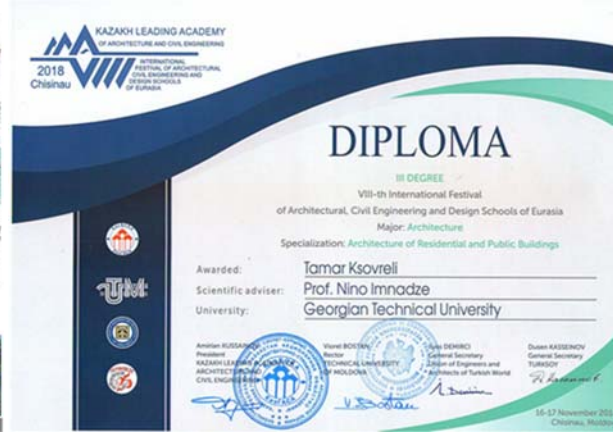 KAZAKH LEADING ACADEMY
OF ARCHITECTURE AND CIVIL ENGINEERING
2018
Chisinau
VIII
INTERNATIONAL
FESTIVAL OF ARCHITECTURAL,
CIVIL ENGINEERING AND
DESIGN SCHOOLS
OF EURASIA
DIPLOMA
III DEGREE
VIII-th International Festival
of Architectural, Civil Engineering and Design Schools of Eurasia
Major: Architecture
Specialization: Architecture of Residential and Public Buildings
UTM
Awarded: Tamar Ksovreli
Scientific adviser: Prof. Nino Imnadze
University: Georgian Technical University
Amirlan KUSSAINOV
President
KAZAKH LEADING ACADEMY
ARCHITECTURE AND
CIVIL ENGINEERING
Viorel BOSTAN
Rector
TECHNICAL UNIVERSITY
OF MOLDOVA
DEMIRCI
General Secretary
Union of Engineers and
Architects of Turkish World
Dusen KASSEINOV
General Secretary
TURKSOY
16-17 November
Chisinau,